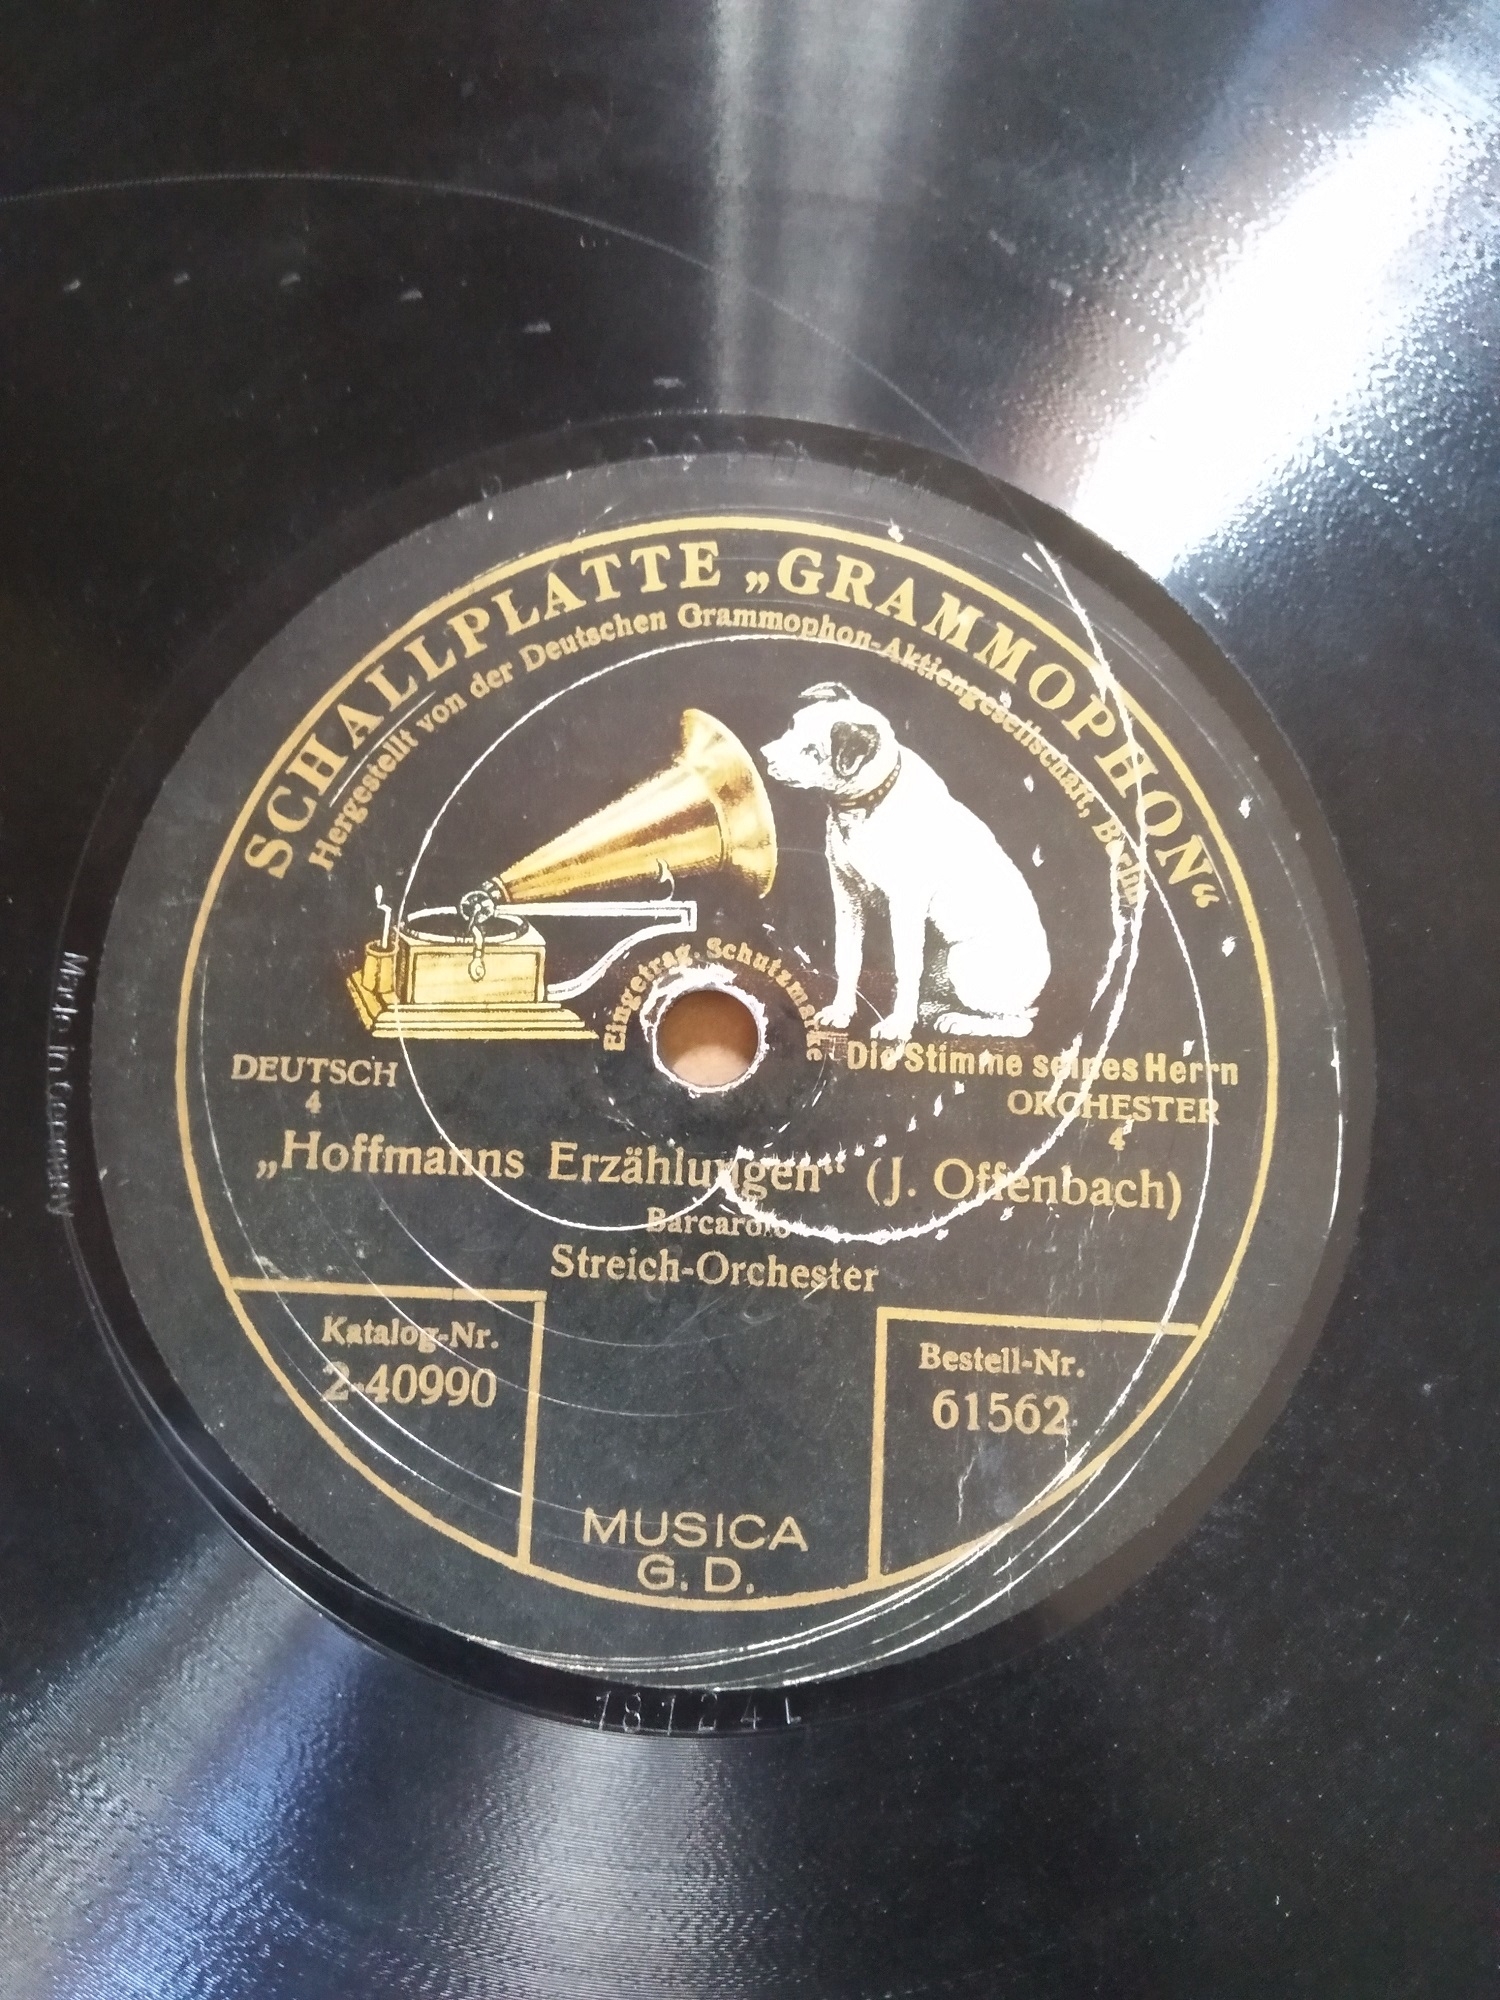 SCHALLPLATTE „GRAMMOPHON“
Hergestellt von der Deutschen Grammophon-Aktiengesellschaft, Berlin
Eingetrag. Schutzmarke
Die Stimme seines Herrn
DEUTSCH
4
ORCHESTER
4
„Hoffmanns Erzählungen“ (J. Offenbach)
Barcarole
Streich-Orchester
Katalog-Nr.
2-40990
Bestell-Nr.
61562
MUSICA
G. D.
Made in Germany